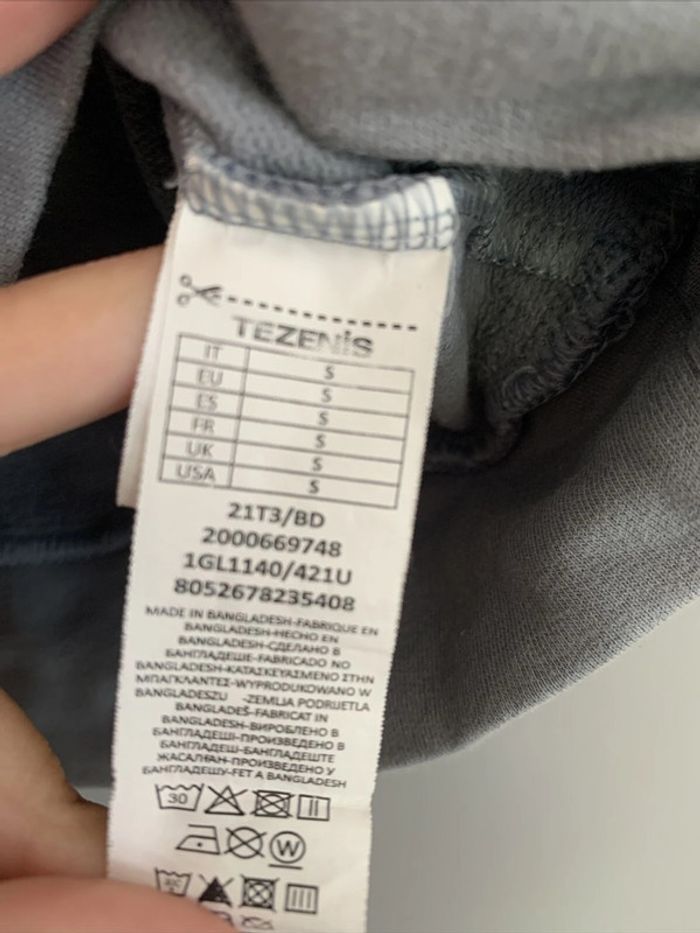 TEZENIS
IT S
EU S
ES S
FR S
UK S
USA S
21T3/BD
2000669748
1GL1140/421U
8052678235408
MADE IN BANGLADESH-FABRIQUE EN
BANGLADESH-HECHO EN
BANGLADESH-СДЕЛАНО В
БАНГЛАДЕШЕ-FABRICADO NO
BANGLADESH-ΚΑΤΑΣΚΕΥΑΣΜΕΝΟ ΣΤΗΝ
ΜΠΑΓΚΛΑΝΤΕΣ-WYPRODUKOWANO W
BANGLADESZU -ZEMLJA PODRIJETLA
BANGLADEŠ-FABRICAT IN
BANGLADESH-ВИРОБЛЕНО В
БАНГЛАДЕШІ-ПРОИЗВЕДЕНО В
БАНГЛАДЕШ-БАНГЛАДЕШТЕ
ЖАСАЛҒАН-ПРОИЗВЕДЕНО У
БАНГЛАДЕШУ-FET A BANGLADESH
30
W